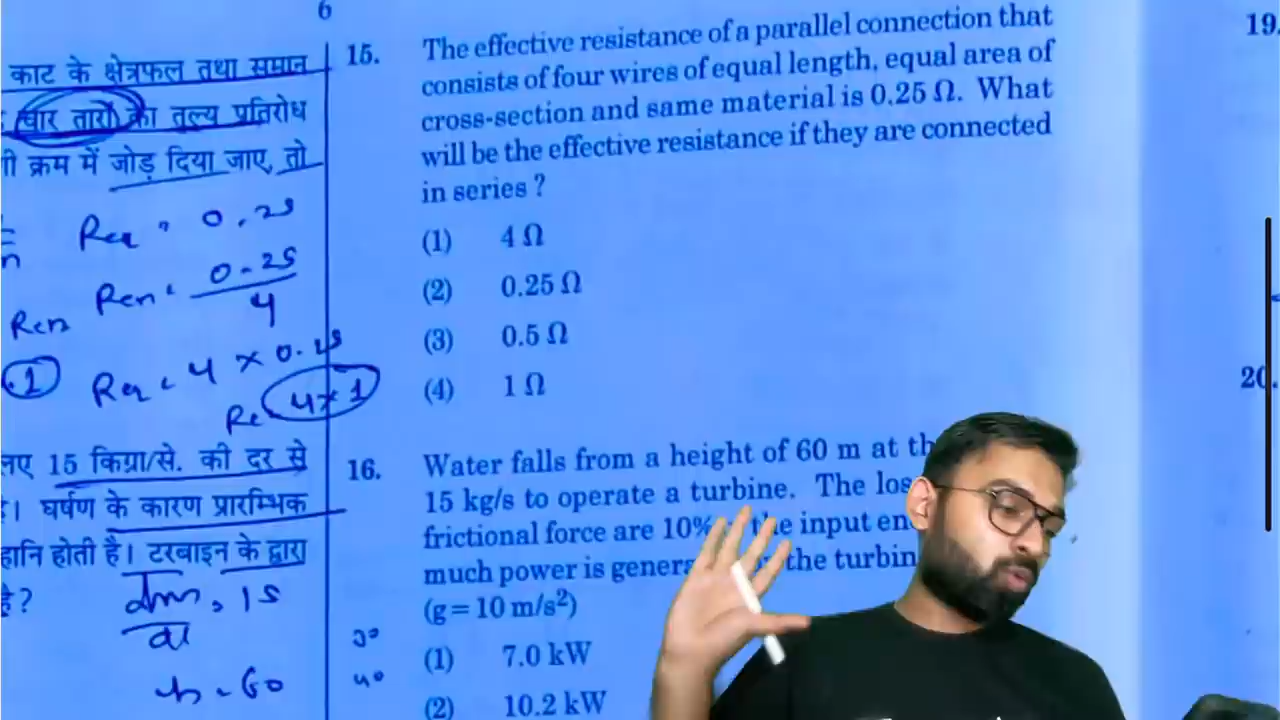 6
काट के क्षेत्रफल तथा समान
चार तारों का तुल्य प्रतिरोध
क्रम में जोड़ दिया जाए, तो
Req = 0.25
0.25
4
Req = 4 × 0.25
4×1
.1
15 किग्रा/से. की दर से
घर्षण के कारण प्रारम्भिक
हानि होती है। टरबाइन के द्वारा
है?
dm = 15
dt
h = 60
30
40
15. The effective resistance of a parallel connection that
consists of four wires of equal length, equal area of
cross-section and same material is 0.25 Ω. What
will be the effective resistance if they are connected
in series ?
(1) 4 Ω
(2) 0.25 Ω
(3) 0.5 Ω
(4) 1 Ω
16. Water falls from a height of 60 m at
15 kg/s to operate a turbine. The
frictional force are 10% the input
much power is the
(g = 10 m/s²)
(1) 7.0 kW
(2) 10.2 kW
19.
20.